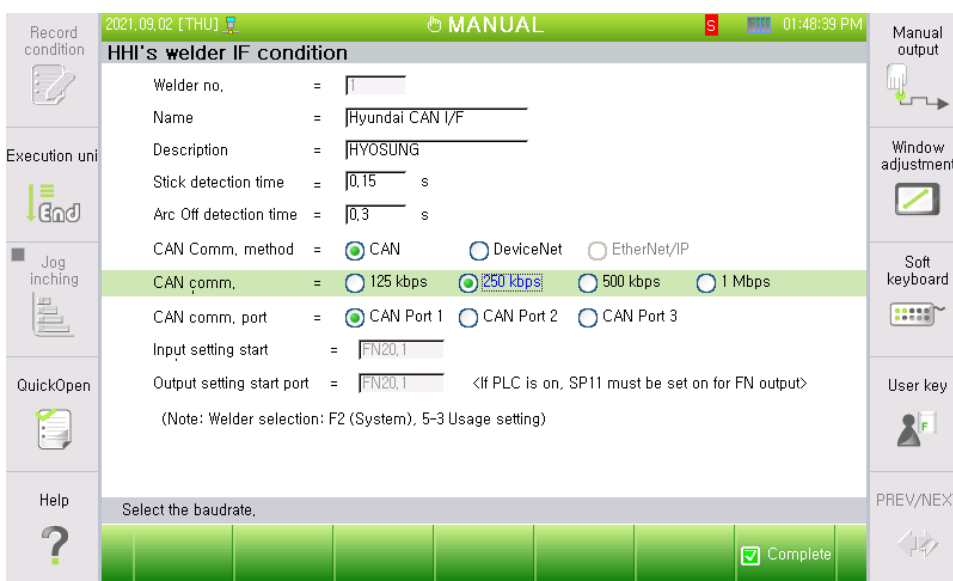 Record condition
2021,09,02 [THU]
MANUAL
S
01:48:39 PM
Manual output
HHI's welder IF condition
Welder no, = 1
Name = Hyundai CAN I/F
Execution uni
Description = HYOSUNG
Window adjustment
Stick detection time = 0,15 s
End
Arc Off detection time = 0,3 s
CAN Comm, method = CAN DeviceNet EtherNet/IP
Jog inching
CAN comm, = 125 kbps 250 kbps 500 kbps 1 Mbps
Soft keyboard
CAN comm, port = CAN Port 1 CAN Port 2 CAN Port 3
Input setting start = FN20,1
QuickOpen
Output setting start port = FN20,1 <If PLC is on, SP11 must be set on for FN output>
User key
F
(Note: Welder selection: F2 (System), 5-3 Usage setting)
Help
Select the baudrate,
PREV/NEX
?
Complete